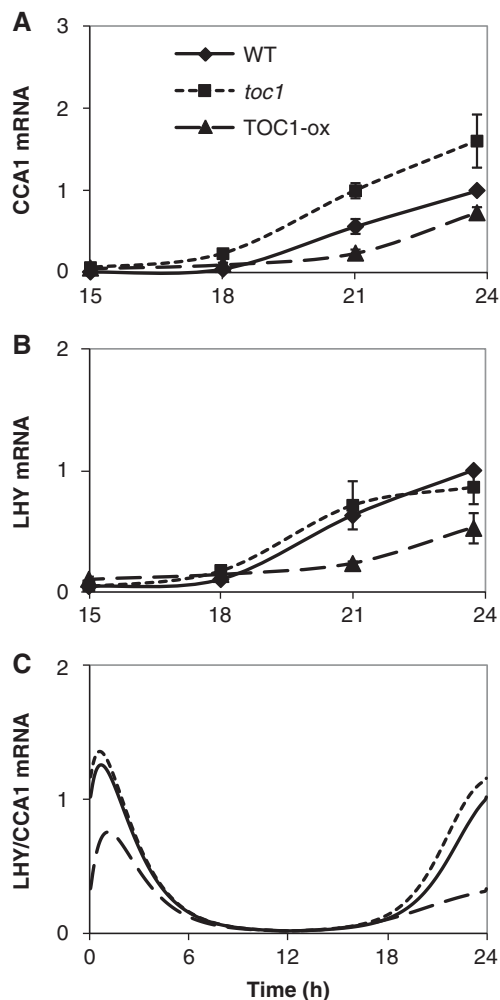 A
3
2
1
0
CCA1 mRNA
WT
toc1
TOC1-ox
15 18 21 24
B
2
1
0
LHY mRNA
15 18 21 24
C
2
1
0
LHY/CCA1 mRNA
0 6 12 18 24
Time (h)